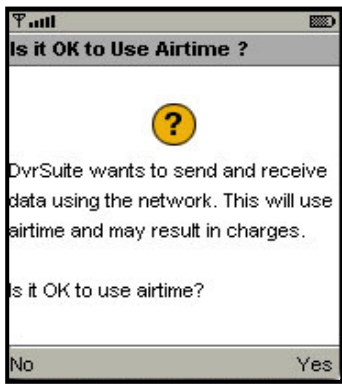 Is it OK to Use Airtime ?
?
DvrSuite wants to send and receive
data using the network. This will use
airtime and may result in charges.
Is it OK to use airtime?
No Yes